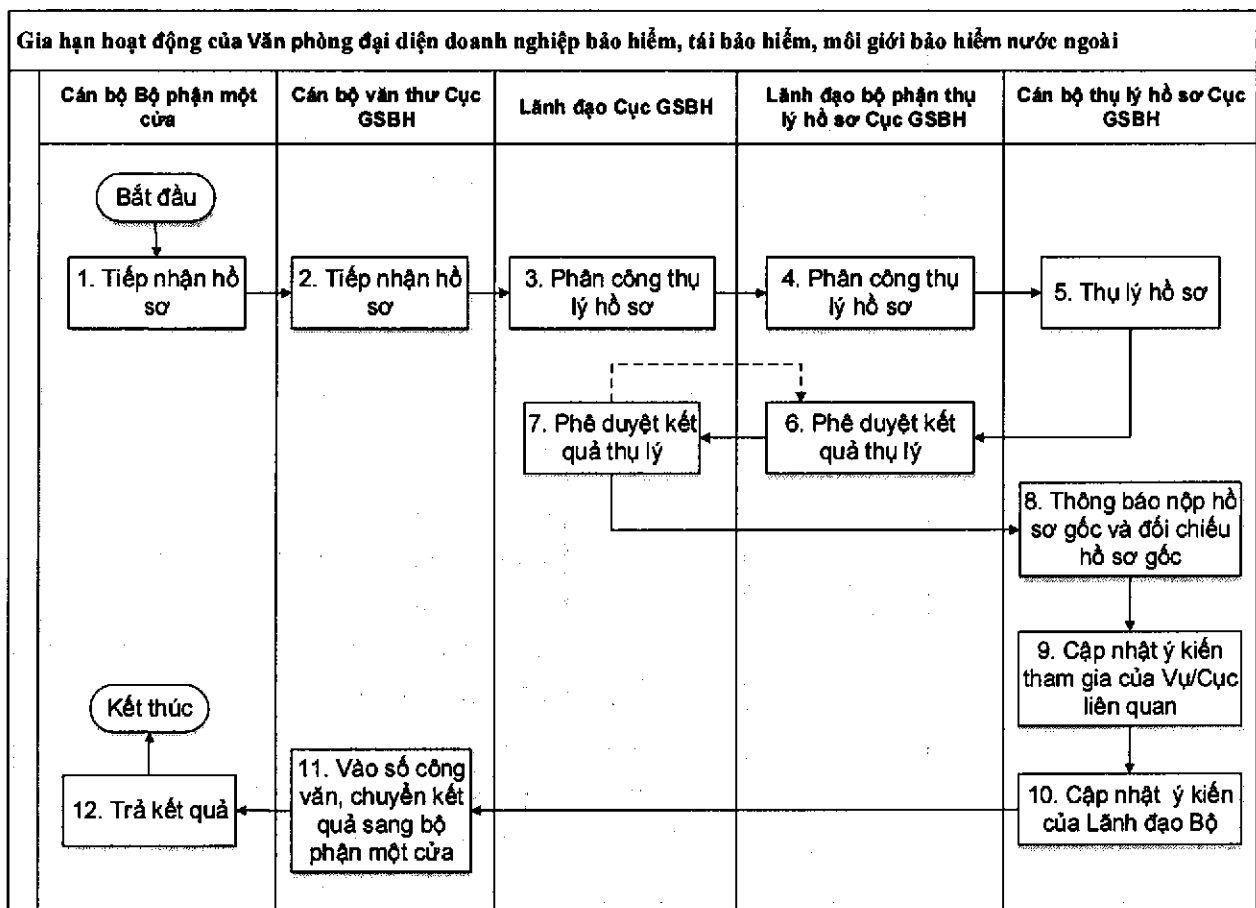 Gia hạn hoạt động của Văn phòng đại diện doanh nghiệp bảo hiểm, tái bảo hiểm, môi giới bảo hiểm nước ngoài
Cán bộ Bộ phận một
cửa
Cán bộ văn thư Cục
GSBH
Lãnh đạo Cục GSBH
Lãnh đạo bộ phận thụ
lý hồ sơ Cục GSBH
Cán bộ thụ lý hồ sơ Cục
GSBH
Bắt đầu
1. Tiếp nhận hồ
sơ
2. Tiếp nhận hồ
sơ
3. Phân công thụ
lý hồ sơ
4. Phân công thụ
lý hồ sơ
5. Thụ lý hồ sơ
7. Phê duyệt kết
quả thụ lý
6. Phê duyệt kết
quả thụ lý
8. Thông báo nộp hồ
sơ gốc và đối chiếu
hồ sơ gốc
9. Cập nhật ý kiến
tham gia của Vụ/Cục
liên quan
Kết thúc
12. Trả kết quả
11. Vào số công
văn, chuyển kết
quả sang bộ
phận một cửa
10. Cập nhật ý kiến
của Lãnh đạo Bộ